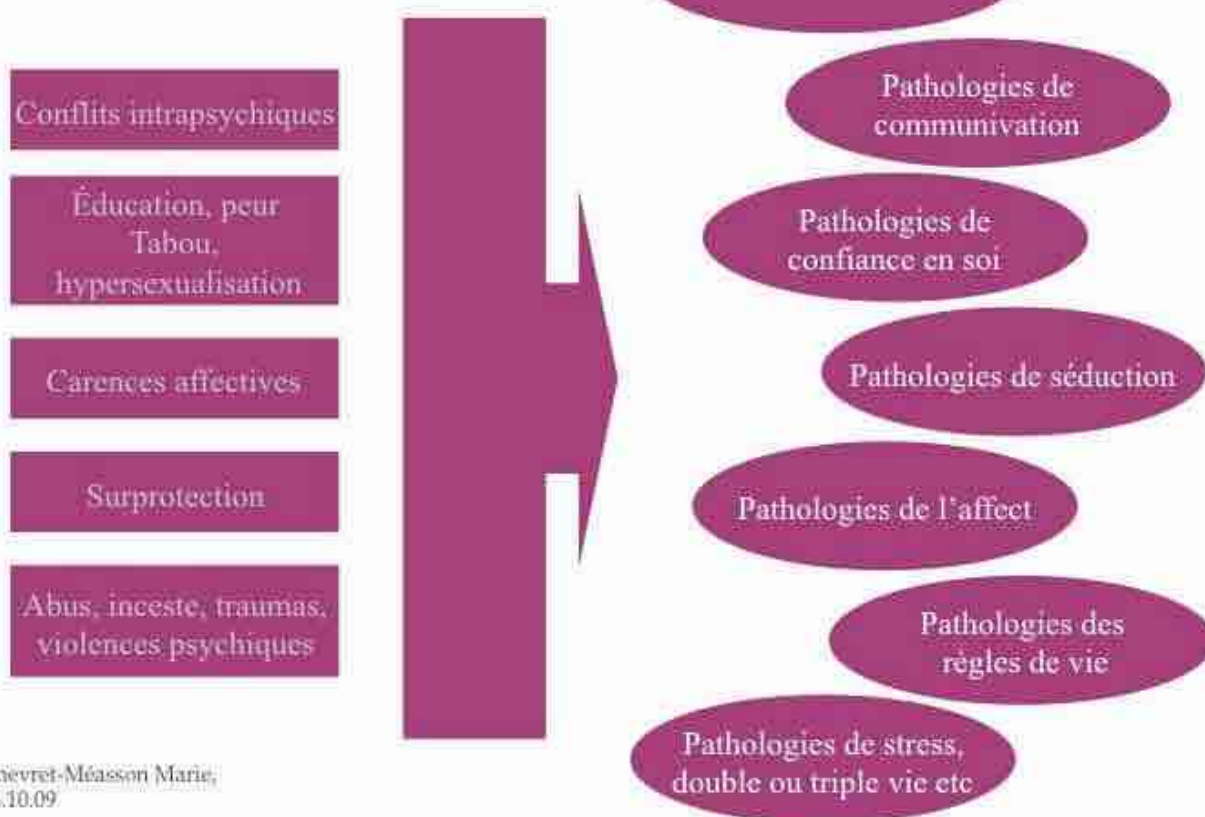 Conflits intrapsychiques
Éducation, peur
Tabou,
hypersexualisation
Carences affectives
Surprotection
Abus, inceste, traumas,
violences psychiques
Pathologies de
communivation
Pathologies de
confiance en soi
Pathologies de séduction
Pathologies de l'affect
Pathologies des
règles de vie
Pathologies de stress,
double ou triple vie etc
Marie,
.10.09